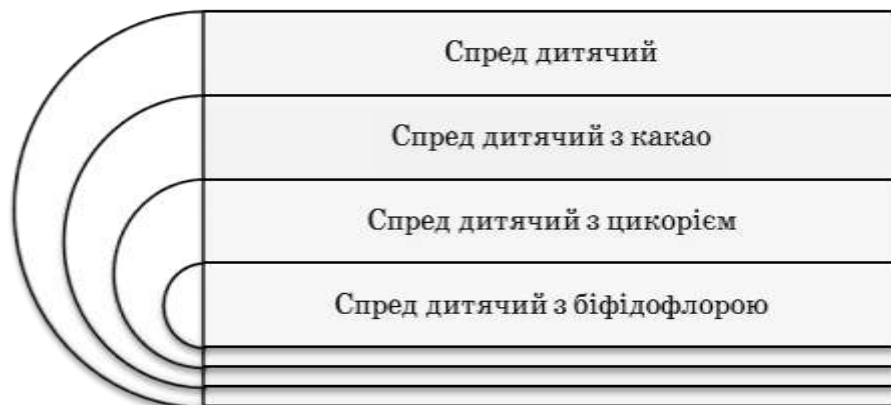 Спред дитячий
Спред дитячий з какао
Спред дитячий з цикорієм
Спред дитячий з біфідофлорою